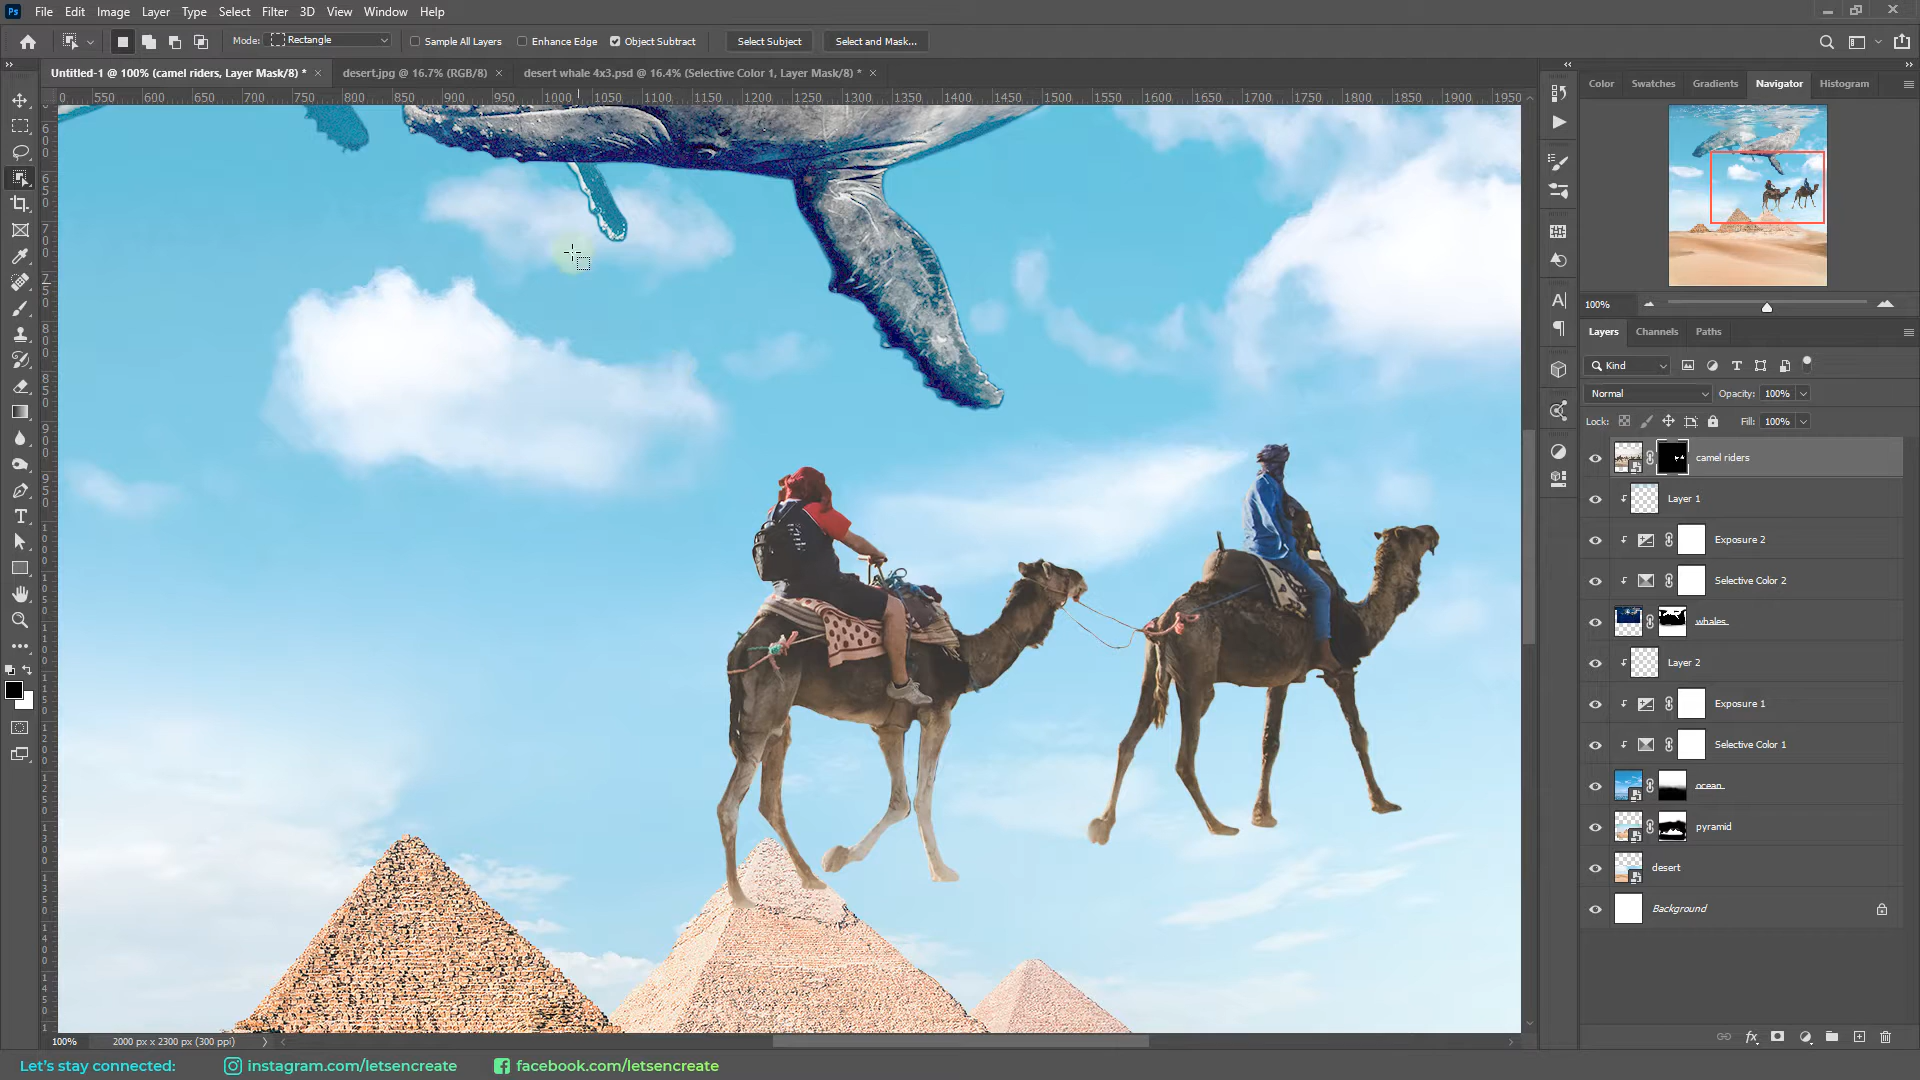 Ps File Edit Image Layer Type Select Filter 3D View Window Help
Mode: Rectangle Sample All Layers Enhance Edge Object Subtract Select Subject Select and Mask...
Untitled-1 @ 100% (camel riders, Layer Mask/8) * × desert.jpg @ 16.7% (RGB/8) × desert whale 4x3.psd @ 16.4% (Selective Color 1, Layer Mask/8) * ×
0 550 600 650 700 750 800 850 900 950 1000 1050 1100 1150 1200 1250 1300 1350 1400 1450 1500 1550 1600 1650 1700 1750 1800 1850 1900 1950
Color Swatches Gradients Navigator Histogram
100%
Layers Channels Paths
Kind
Normal Opacity: 100%
Lock: Fill: 100%
camel riders
Layer 1
Exposure 2
Selective Color 2
whales
Layer 2
Exposure 1
Selective Color 1
ocean
pyramid
desert
Background
100% 2000 px x 2300 px (300 ppi)
Let's stay connected: instagram.com/letsencreate facebook.com/letsencreate